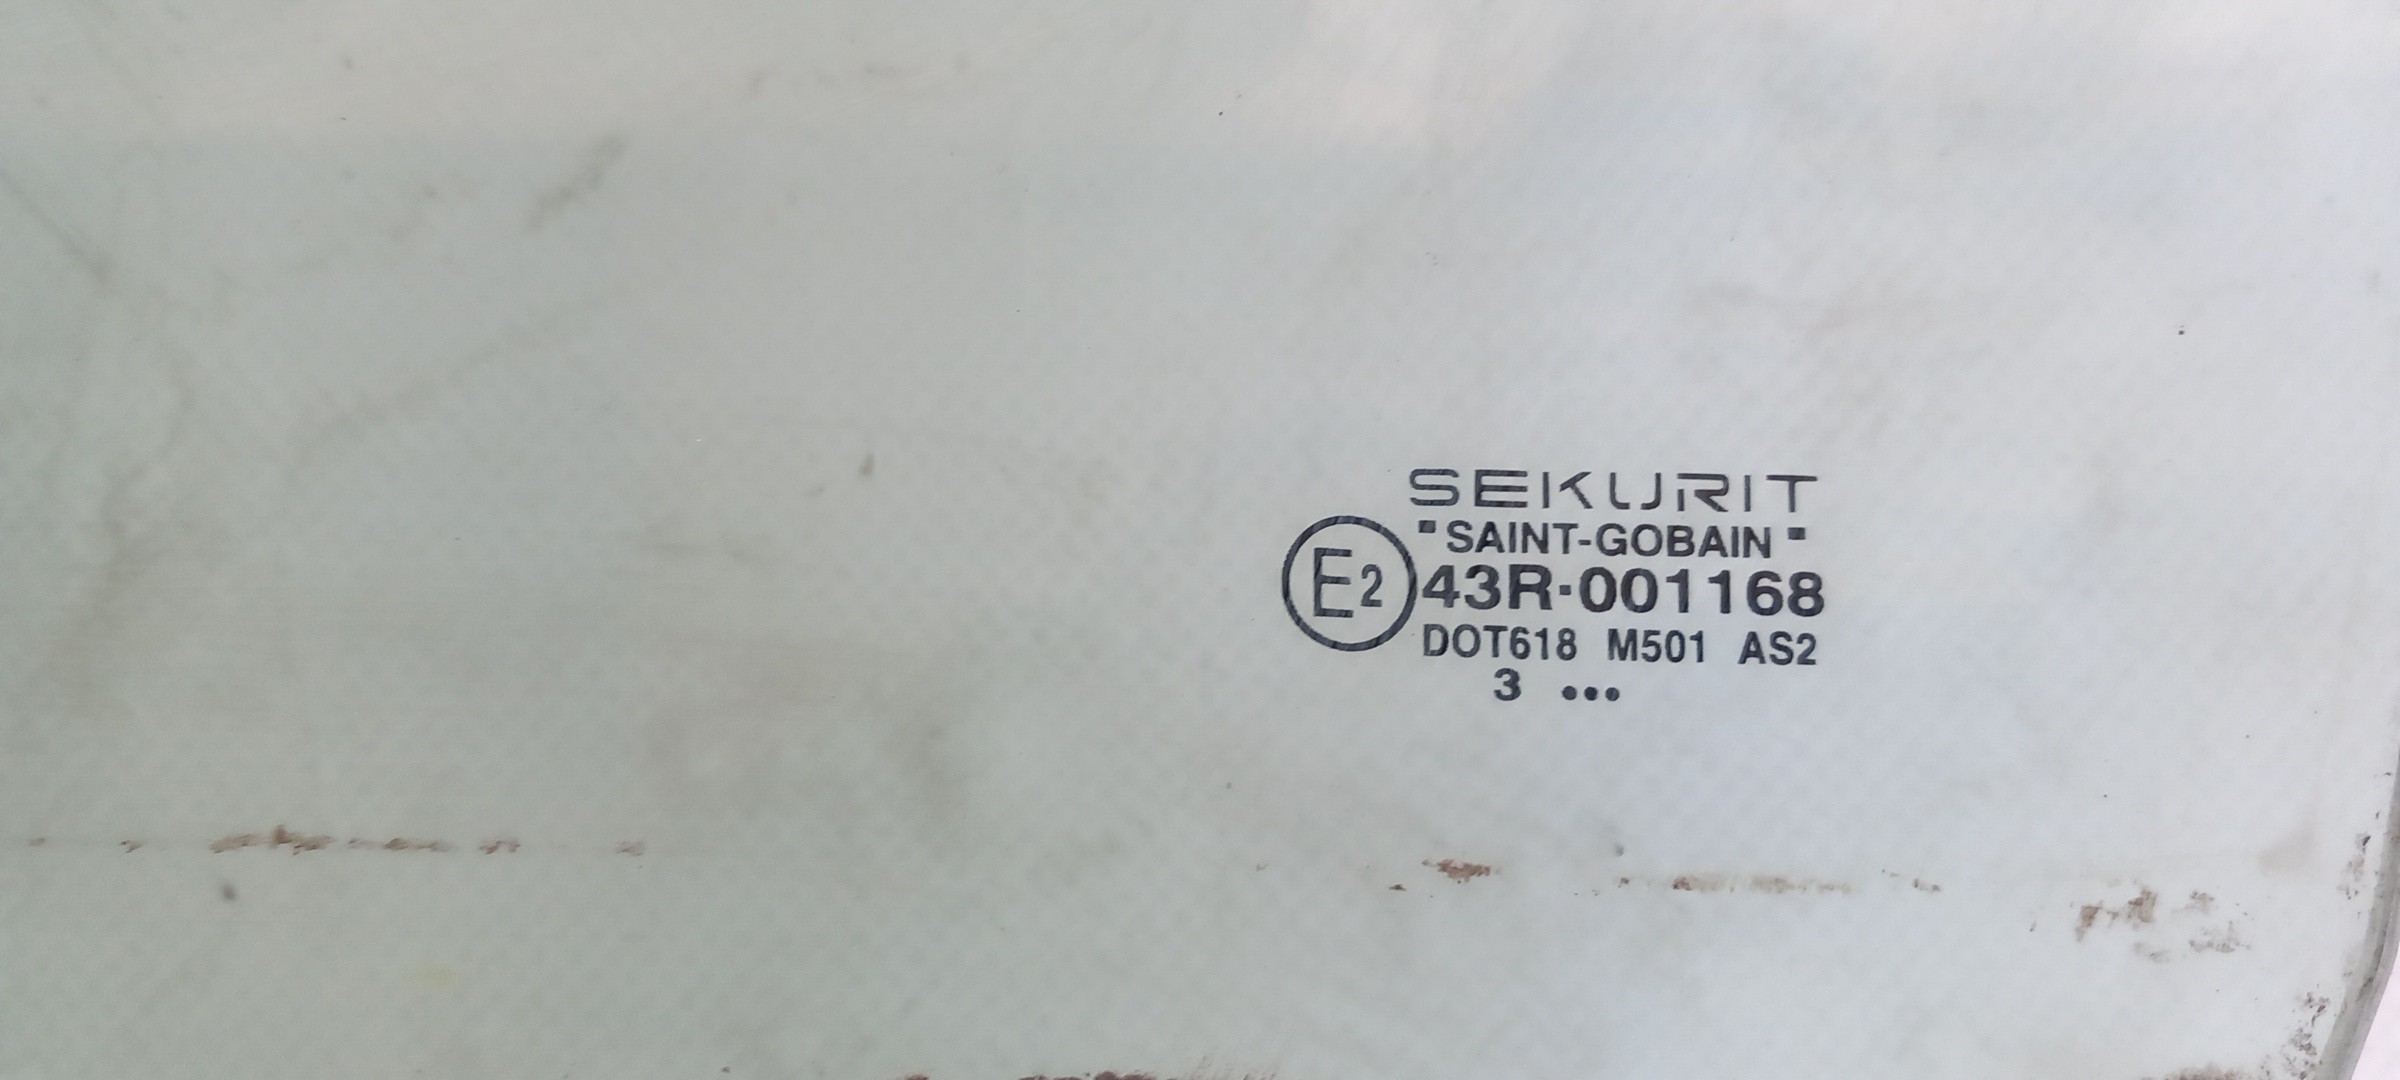 SEKURIT
"SAINT-GOBAIN"
E2 43R-001168
DOT618 M501 AS2
3 •••